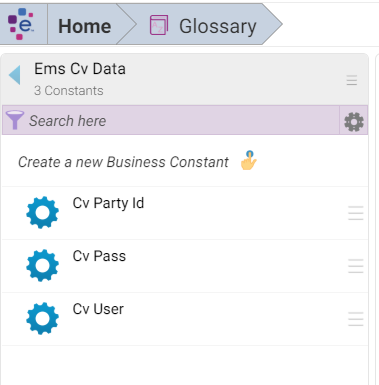 Home
Glossary
Ems Cv Data
3 Constants
Search here
Create a new Business Constant
Cv Party Id
Cv Pass
Cv User